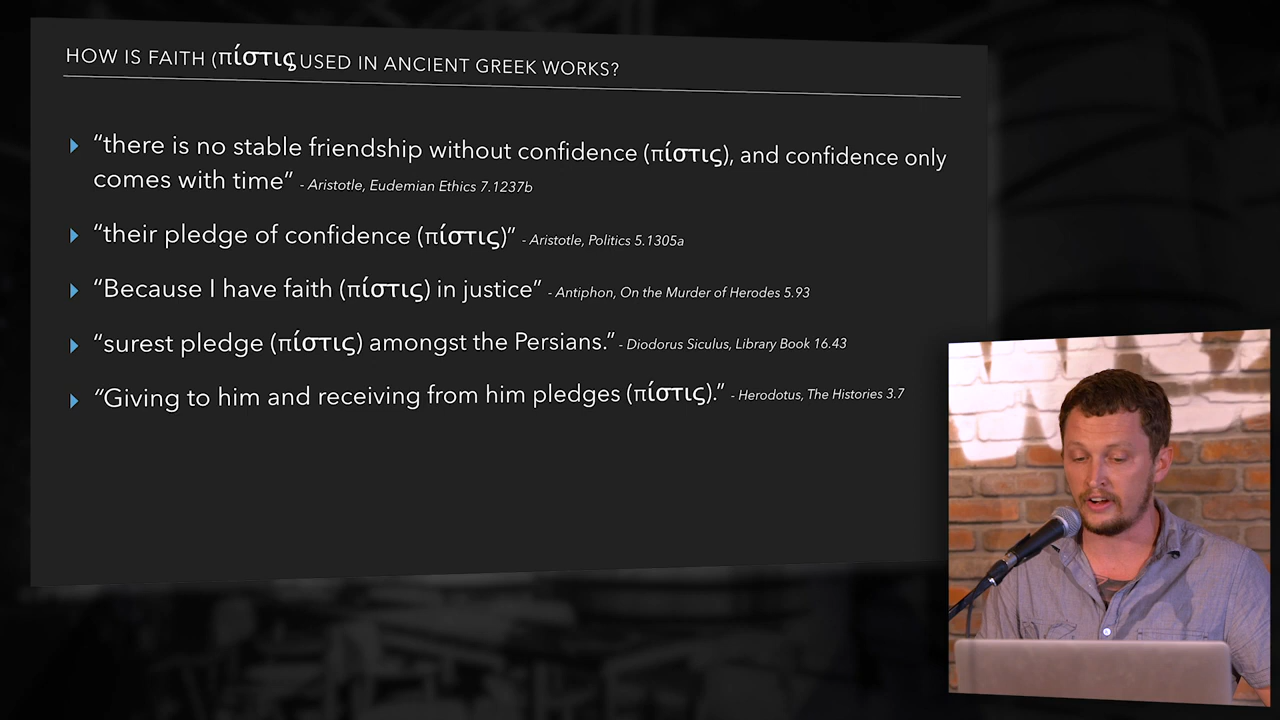 HOW IS FAITH (πίστις USED IN ANCIENT GREEK WORKS?
“there is no stable friendship without confidence (πίστις), and confidence only
comes with time” - Aristotle, Eudemian Ethics 7.1237b
“their pledge of confidence (πίστις)” - Aristotle, Politics 5.1305a
“Because I have faith (πίστις) in justice” - Antiphon, On the Murder of Herodes 5.93
“surest pledge (πίστις) amongst the Persians.” - Diodorus Siculus, Library Book 16.43
“Giving to him and receiving from him pledges (πίστις).” - Herodotus, The Histories 3.7